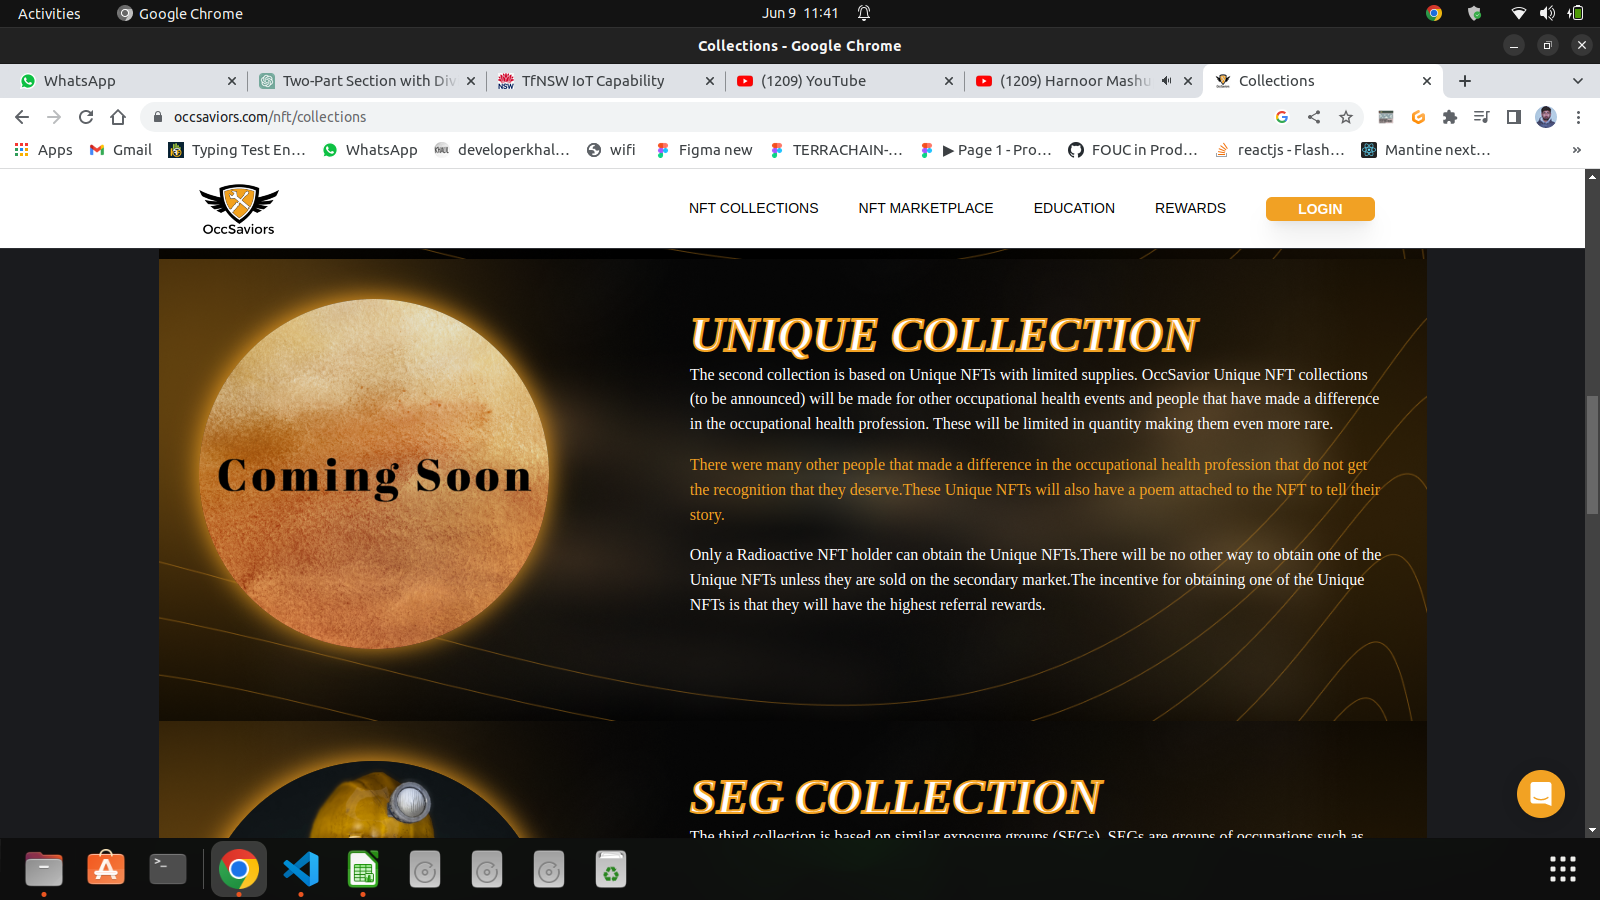 Activities
Google Chrome
Jun 9 11:41
Collections - Google Chrome
WhatsApp
Two-Part Section with Div
TfNSW IoT Capability
(1209) YouTube
(1209) Harnoor Mashu
Collections
occsaviors.com/nft/collections
Apps
Gmail
Typing Test En...
WhatsApp
developerkhal...
wifi
Figma new
TERRACHAIN-...
▶ Page 1 - Pro...
FOUC in Prod...
reactjs - Flash...
Mantine next...
»
OccSaviors
NFT COLLECTIONS
NFT MARKETPLACE
EDUCATION
REWARDS
LOGIN
Coming Soon
UNIQUE COLLECTION
The second collection is based on Unique NFTs with limited supplies. OccSavior Unique NFT collections
(to be announced) will be made for other occupational health events and people that have made a difference
in the occupational health profession. These will be limited in quantity making them even more rare.
There were many other people that made a difference in the occupational health profession that do not get
the recognition that they deserve.These Unique NFTs will also have a poem attached to the NFT to tell their
story.
Only a Radioactive NFT holder can obtain the Unique NFTs.There will be no other way to obtain one of the
Unique NFTs unless they are sold on the secondary market.The incentive for obtaining one of the Unique
NFTs is that they will have the highest referral rewards.
SEG COLLECTION
The third collection is based on similar exposure groups (SEGs). SEGs are groups of occupations such as